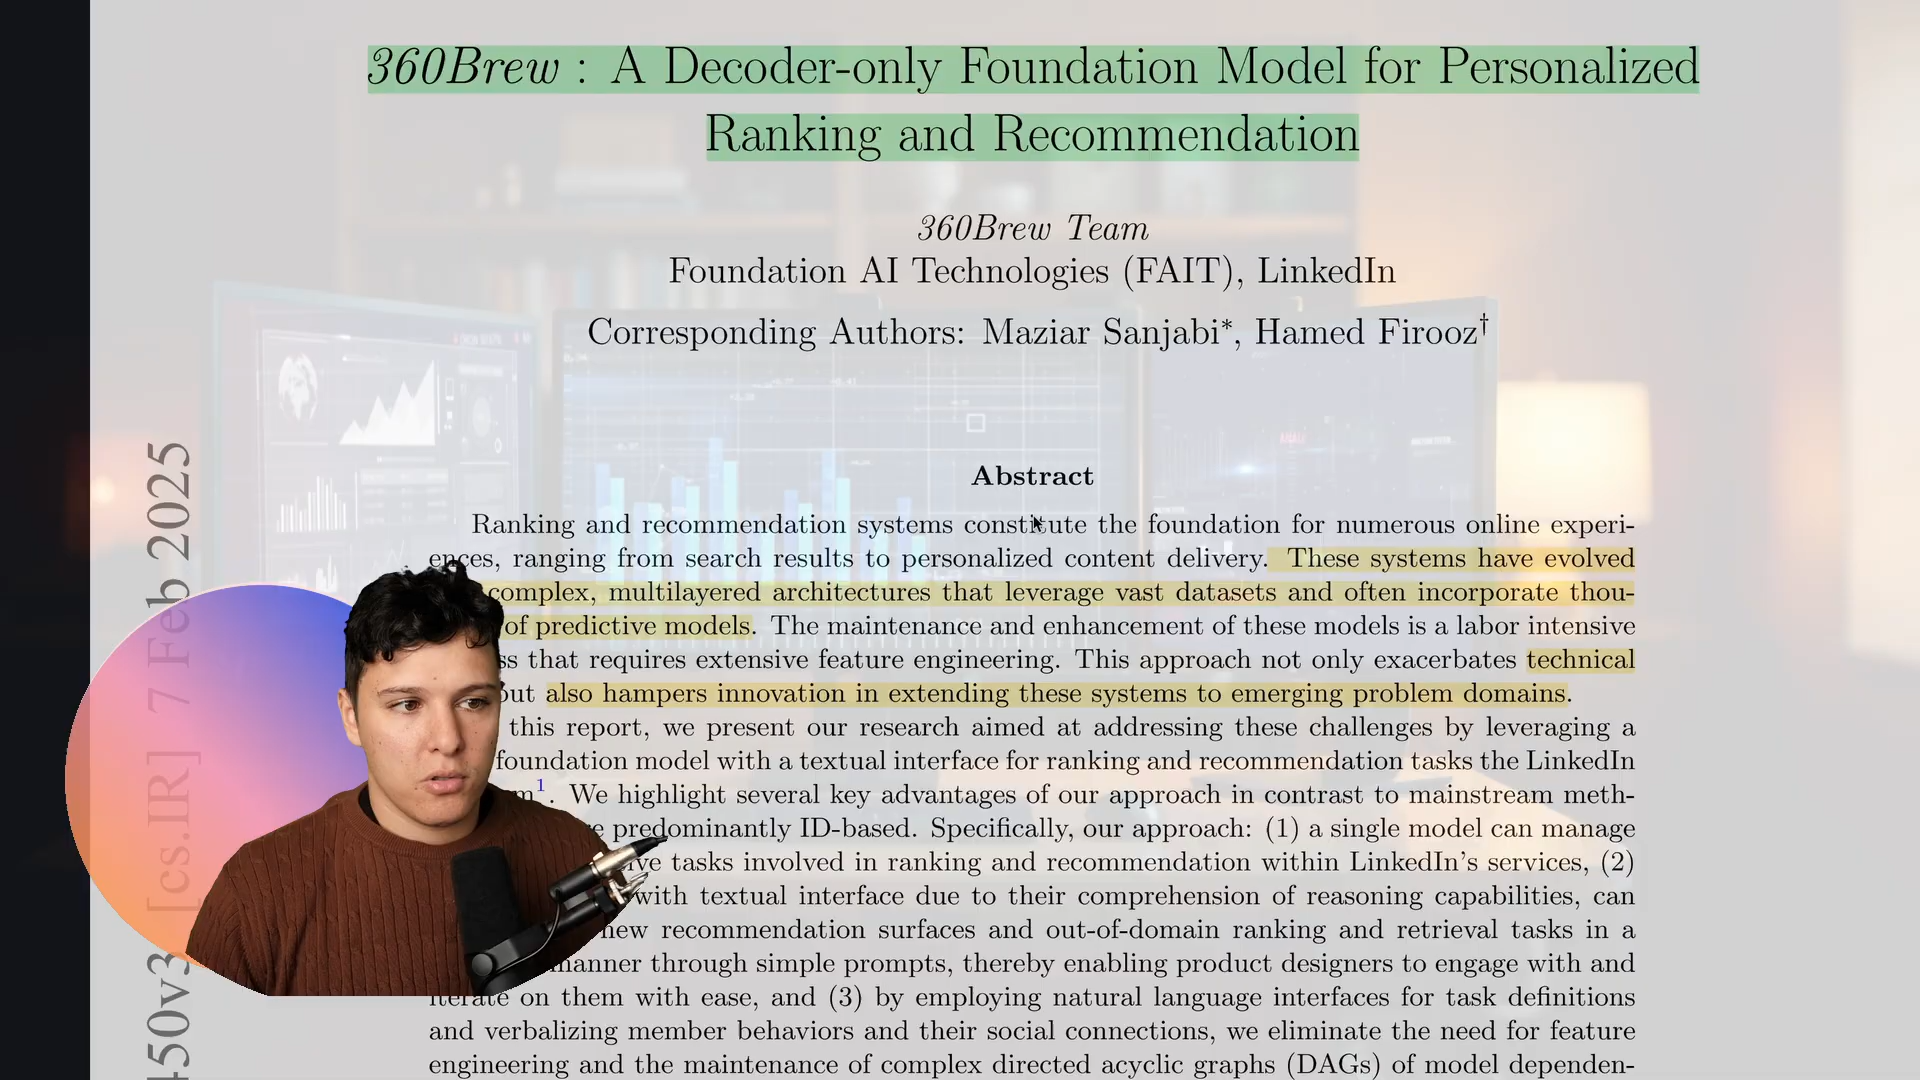 360Brew : A Decoder-only Foundation Model for Personalized
Ranking and Recommendation
360Brew Team
Foundation AI Technologies (FAIT), LinkedIn
Corresponding Authors: Maziar Sanjabi*, Hamed Firooz†
Abstract
Ranking and recommendation systems constitute the foundation for numerous online experi-
ences, ranging from search results to personalized content delivery. These systems have evolved
complex, multilayered architectures that leverage vast datasets and often incorporate thou-
of predictive models. The maintenance and enhancement of these models is a labor intensive
ss that requires extensive feature engineering. This approach not only exacerbates technical
but also hampers innovation in extending these systems to emerging problem domains.
this report, we present our research aimed at addressing these challenges by leveraging a
foundation model with a textual interface for ranking and recommendation tasks the LinkedIn
m1. We highlight several key advantages of our approach in contrast to mainstream meth-
e predominantly ID-based. Specifically, our approach: (1) a single model can manage
ve tasks involved in ranking and recommendation within LinkedIn's services, (2)
with textual interface due to their comprehension of reasoning capabilities, can
new recommendation surfaces and out-of-domain ranking and retrieval tasks in a
manner through simple prompts, thereby enabling product designers to engage with and
iterate on them with ease, and (3) by employing natural language interfaces for task definitions
and verbalizing member behaviors and their social connections, we eliminate the need for feature
engineering and the maintenance of complex directed acyclic graphs (DAGs) of model dependen-
450v3 [cs.IR] 7 Feb 2025